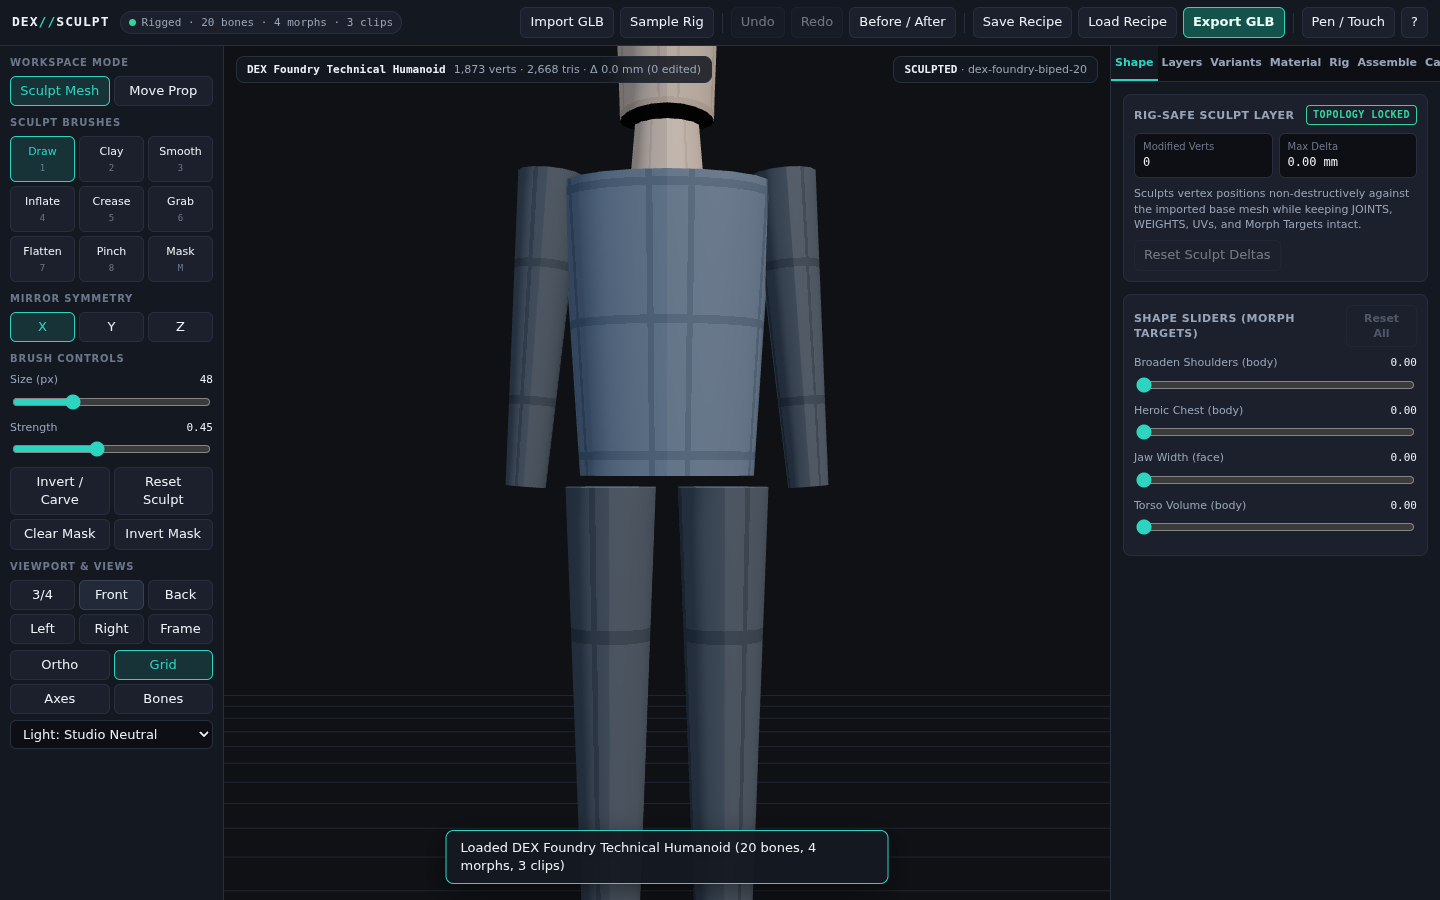 DEX//SCULPT
Rigged · 20 bones · 4 morphs · 3 clips
Import GLB
Sample Rig
Undo
Redo
Before / After
Save Recipe
Load Recipe
Export GLB
Pen / Touch
?
WORKSPACE MODE
Sculpt Mesh
Move Prop
SCULPT BRUSHES
Draw
1
Clay
2
Smooth
3
Inflate
4
Crease
5
Grab
6
Flatten
7
Pinch
8
Mask
M
MIRROR SYMMETRY
X
Y
Z
BRUSH CONTROLS
Size (px) 48
Strength 0.45
Invert /
Carve
Reset
Sculpt
Clear Mask
Invert Mask
VIEWPORT & VIEWS
3/4
Front
Back
Left
Right
Frame
Ortho
Grid
Axes
Bones
Light: Studio Neutral
DEX Foundry Technical Humanoid 1,873 verts · 2,668 tris · Δ 0.0 mm (0 edited)
SCULPTED · dex-foundry-biped-20
Loaded DEX Foundry Technical Humanoid (20 bones, 4
morphs, 3 clips)
Shape
Layers
Variants
Material
Rig
Assemble
Ca
RIG-SAFE SCULPT LAYER
TOPOLOGY LOCKED
Modified Verts
0
Max Delta
0.00 mm
Sculpts vertex positions non-destructively against
the imported base mesh while keeping JOINTS,
WEIGHTS, UVs, and Morph Targets intact.
Reset Sculpt Deltas
SHAPE SLIDERS (MORPH
TARGETS)
Reset
All
Broaden Shoulders (body) 0.00
Heroic Chest (body) 0.00
Jaw Width (face) 0.00
Torso Volume (body) 0.00